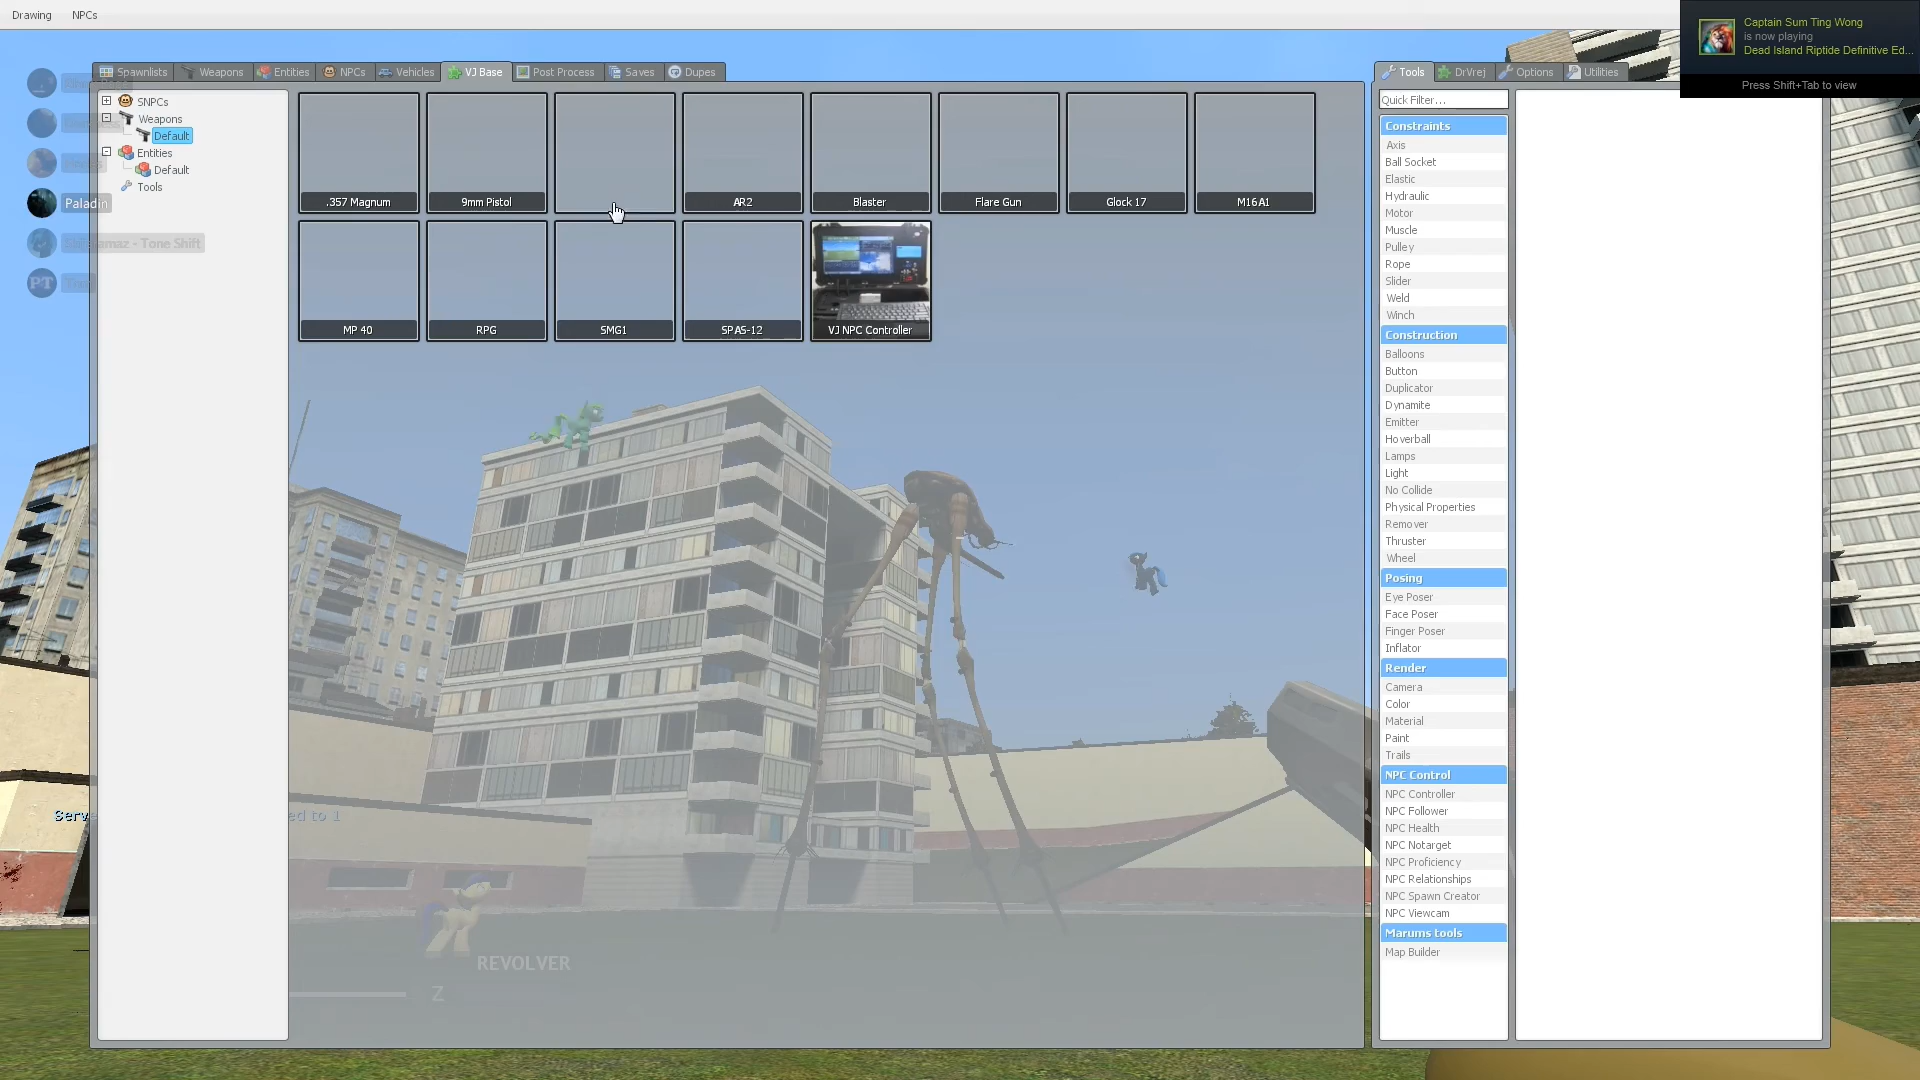 Drawing NPCs
Captain Sum Ting Wong
is now playing
Dead Island Riptide Definitive Ed...
Press Shift+Tab to view
Spawnlists Weapons Entities NPCs Vehicles VJ Base Post Process Saves Dupes
Tools DrVrej Options Utilities
SNPCs
Weapons
Default
Entities
Default
Tools
Paladin
- Tone Shift
PT
.357 Magnum 9mm Pistol AR2 Blaster Flare Gun Glock 17 M16A1
MP 40 RPG SMG1 SPAS-12 VJ NPC Controller
Serve
ed to 1
REVOLVER
Z
Quick Filter...
Constraints
Axis
Ball Socket
Elastic
Hydraulic
Motor
Muscle
Pulley
Rope
Slider
Weld
Winch
Construction
Balloons
Button
Duplicator
Dynamite
Emitter
Hoverball
Lamps
Light
No Collide
Physical Properties
Remover
Thruster
Wheel
Posing
Eye Poser
Face Poser
Finger Poser
Inflator
Render
Camera
Color
Material
Paint
Trails
NPC Control
NPC Controller
NPC Follower
NPC Health
NPC Notarget
NPC Proficiency
NPC Relationships
NPC Spawn Creator
NPC Viewcam
Marums tools
Map Builder